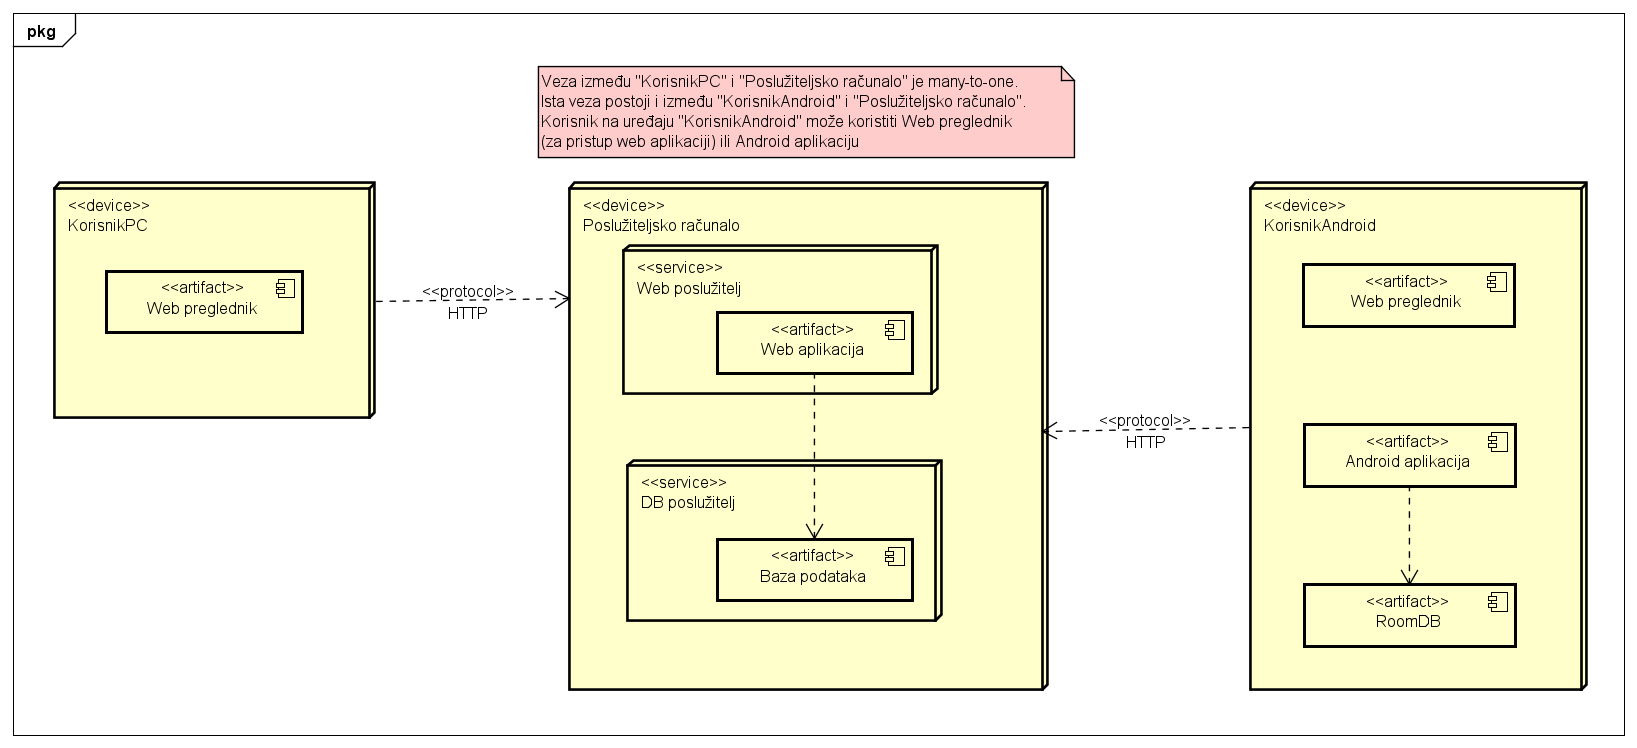 pkg
Veza između "KorisnikPC" i "Poslužiteljsko računalo" je many-to-one.
Ista veza postoji i između "KorisnikAndroid" i "Poslužiteljsko računalo".
Korisnik na uređaju "KorisnikAndroid" može koristiti Web preglednik
(za pristup web aplikaciji) ili Android aplikaciju
<<device>>
KorisnikPC
<<artifact>>
Web preglednik
<<protocol>>
HTTP
<<device>>
Poslužiteljsko računalo
<<service>>
Web poslužitelj
<<artifact>>
Web aplikacija
<<service>>
DB poslužitelj
<<artifact>>
Baza podataka
<<protocol>>
HTTP
<<device>>
KorisnikAndroid
<<artifact>>
Web preglednik
<<artifact>>
Android aplikacija
<<artifact>>
RoomDB